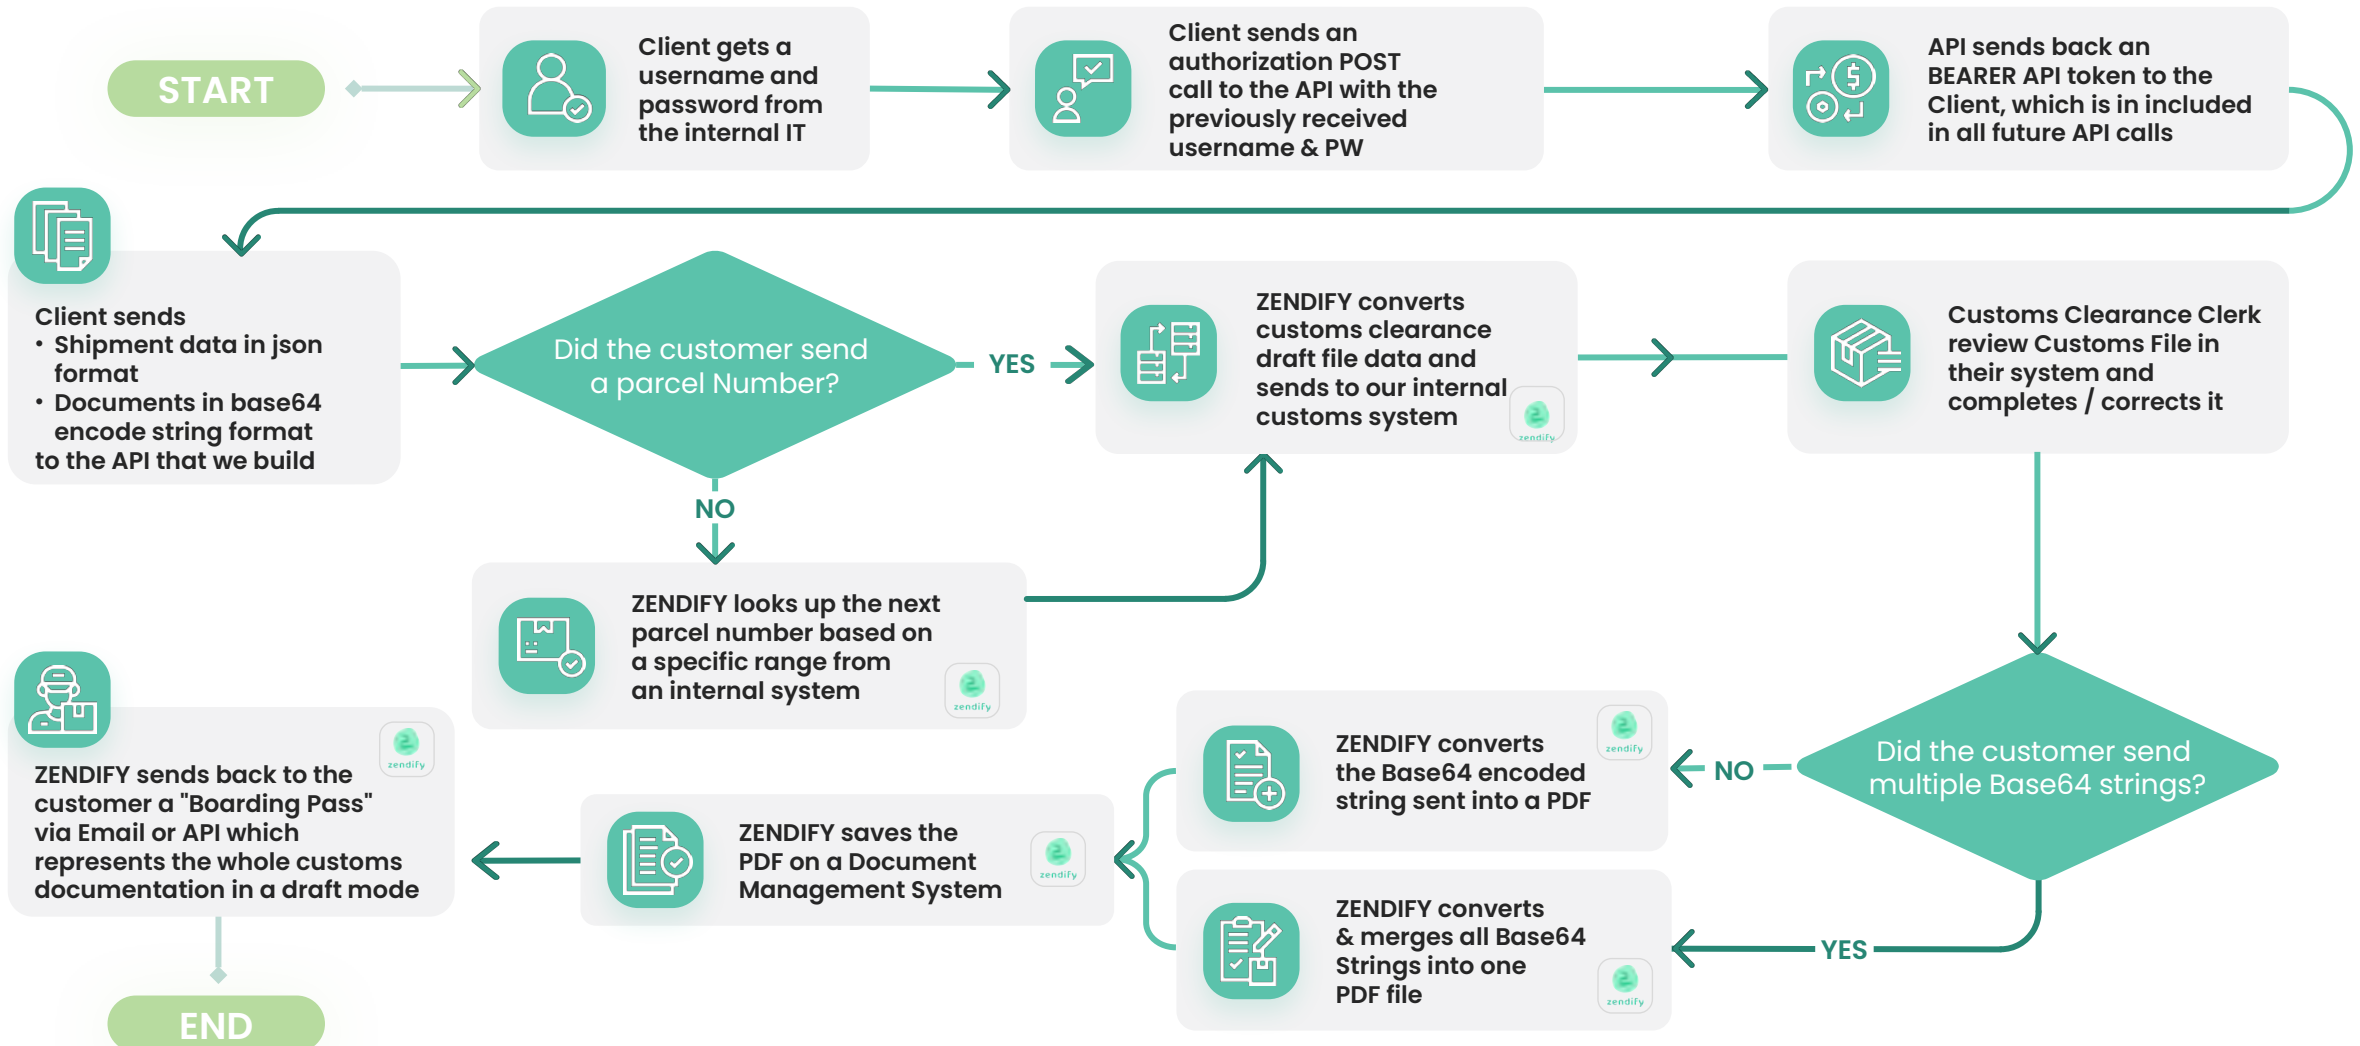 START
Client gets a
username and
password from
the internal IT
Client sends an
authorization POST
call to the API with the
previously received
username & PW
API sends back an
BEARER API token to the
Client, which is in included
in all future API calls
Client sends
• Shipment data in json
format
• Documents in base64
encode string format
to the API that we build
Did the customer send
a parcel Number?
YES
NO
ZENDIFY converts
customs clearance
draft file data and
sends to our internal
customs system
zendify
Customs Clearance Clerk
review Customs File in
their system and
completes / corrects it
ZENDIFY looks up the next
parcel number based on
a specific range from
an internal system
zendify
Did the customer send
multiple Base64 strings?
NO
YES
ZENDIFY converts
the Base64 encoded
string sent into a PDF
zendify
ZENDIFY converts
& merges all Base64
Strings into one
PDF file
zendify
ZENDIFY saves the
PDF on a Document
Management System
zendify
zendify
ZENDIFY sends back to the
customer a "Boarding Pass"
via Email or API which
represents the whole customs
documentation in a draft mode
END